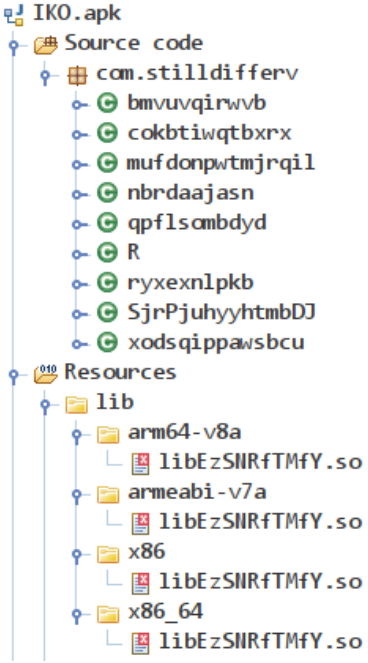 IKO.apk
Source code
com.stilldifferv
bmvuvqirwvb
cokbtiwqtbxrx
mufdonpwtmjrqil
nbrdaajasn
qpflsombdyd
R
ryxexnlpkb
SjrPjuhyyhtmbDJ
xodsqippawsbcu
Resources
lib
arm64-v8a
libEzSNRfTMfY.so
armeabi-v7a
libEzSNRfTMfY.so
x86
libEzSNRfTMfY.so
x86_64
libEzSNRfTMfY.so